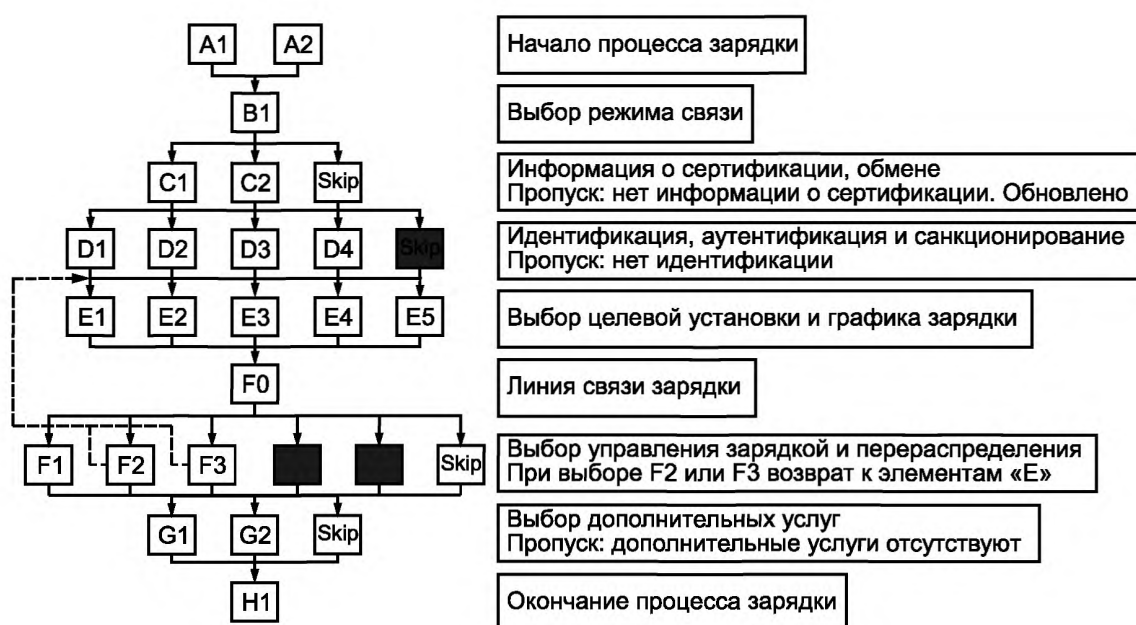 A1 A2 Начало процесса зарядки
B1 Выбор режима связи
C1 C2 Skip Информация о сертификации, обмене
Пропуск: нет информации о сертификации. Обновлено
D1 D2 D3 D4 Skip Идентификация, аутентификация и санкционирование
Пропуск: нет идентификации
E1 E2 E3 E4 E5 Выбор целевой установки и графика зарядки
F0 Линия связи зарядки
F1 F2 F3 Skip Выбор управления зарядкой и перераспределения
При выборе F2 или F3 возврат к элементам «E»
G1 G2 Skip Выбор дополнительных услуг
Пропуск: дополнительные услуги отсутствуют
H1 Окончание процесса зарядки